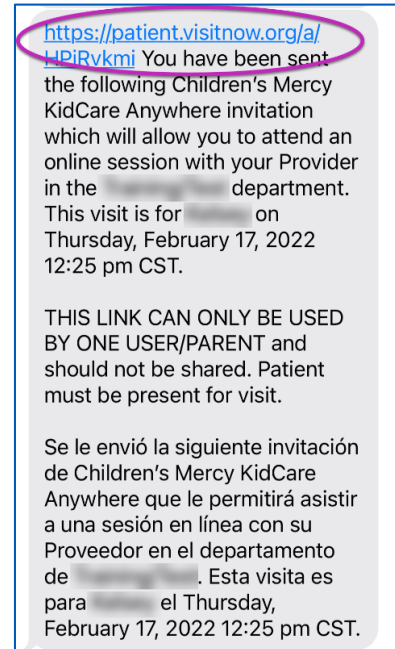 https://patient.visitnow.org/a/
HPiRvkmi You have been sent
the following Children's Mercy
KidCare Anywhere invitation
which will allow you to attend an
online session with your Provider
in the department.
This visit is for on
Thursday, February 17, 2022
12:25 pm CST.
THIS LINK CAN ONLY BE USED
BY ONE USER/PARENT and
should not be shared. Patient
must be present for visit.
Se le envió la siguiente invitación
de Children's Mercy KidCare
Anywhere que le permitirá asistir
a una sesión en línea con su
Proveedor en el departamento
de . Esta visita es
para el Thursday,
February 17, 2022 12:25 pm CST.